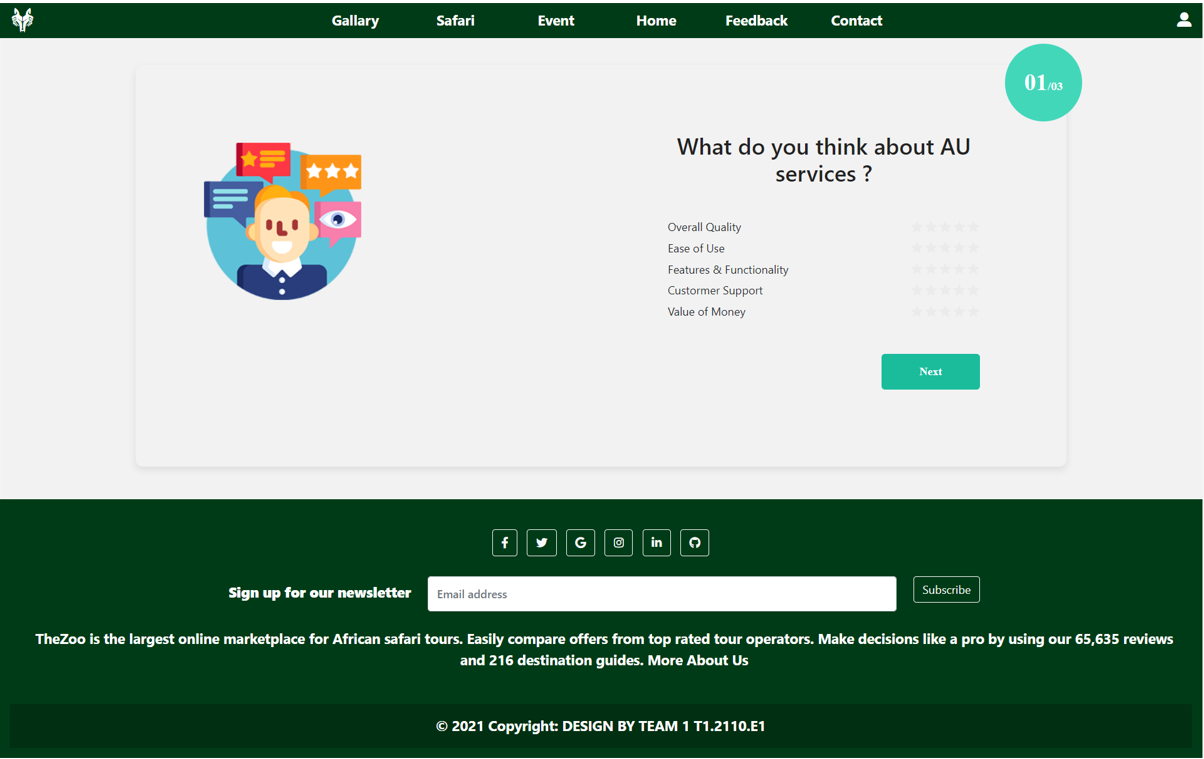 Gallary Safari Event Home Feedback Contact
01/03
What do you think about AU
services ?
Overall Quality
Ease of Use
Features & Functionality
Custormer Support
Value of Money
Next
Sign up for our newsletter Email address Subscribe
TheZoo is the largest online marketplace for African safari tours. Easily compare offers from top rated tour operators. Make decisions like a pro by using our 65,635 reviews
and 216 destination guides. More About Us
© 2021 Copyright: DESIGN BY TEAM 1 T1.2110.E1